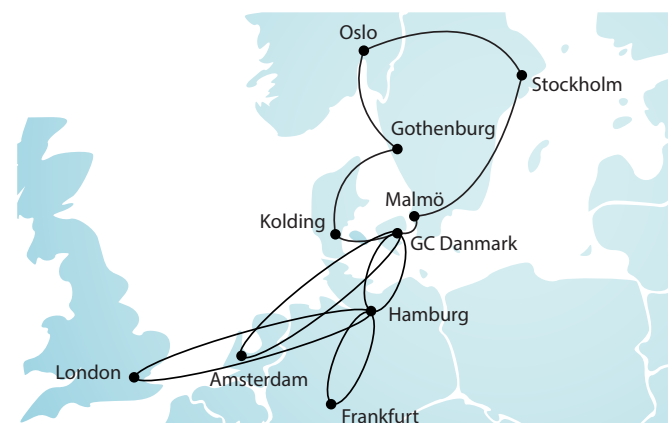 Oslo
Stockholm
Gothenburg
Malmö
Kolding
GC Danmark
Hamburg
London
Amsterdam
Frankfurt